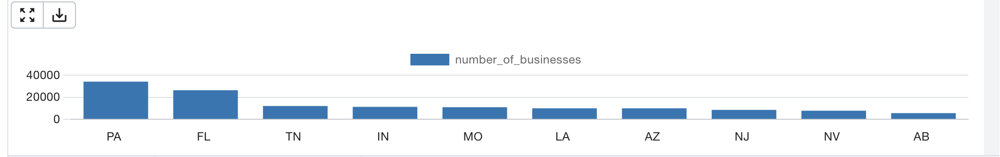 number_of_businesses
40000
20000
0
PA FL TN IN MO LA AZ NJ NV AB